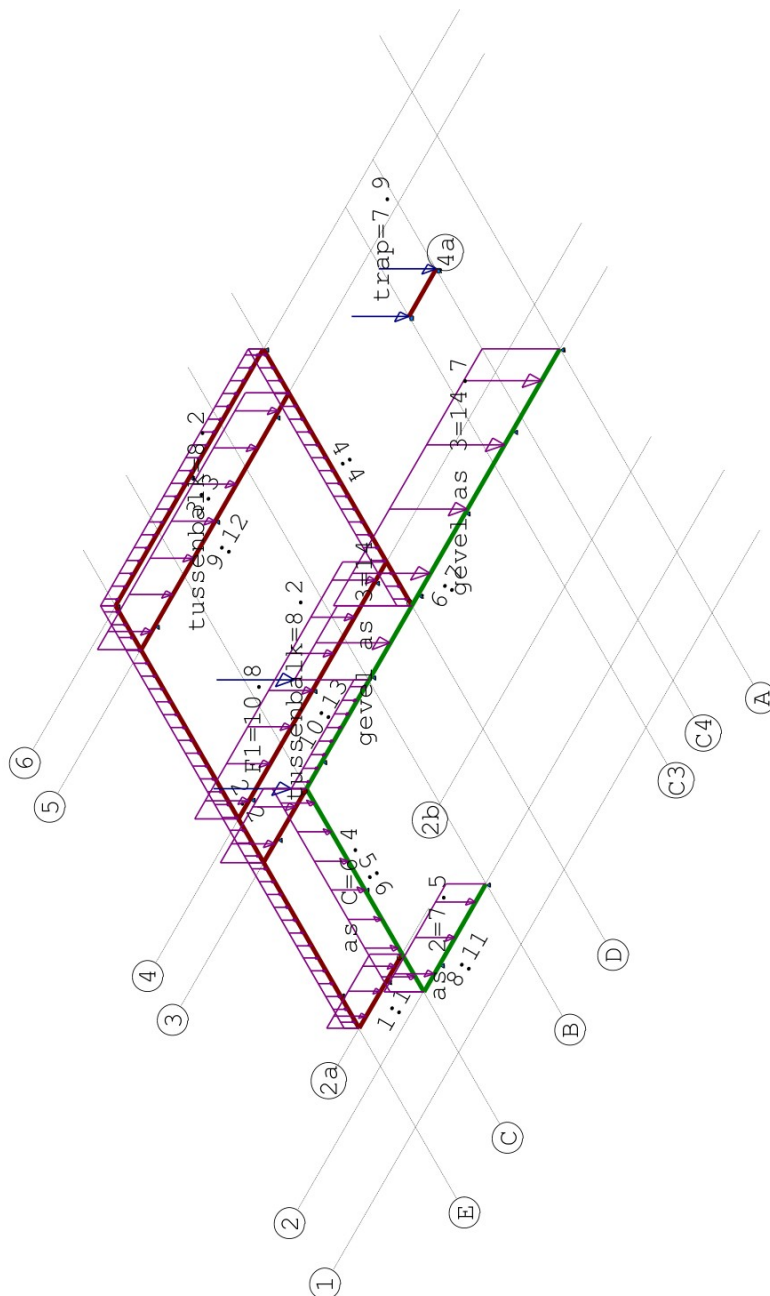 6
5
4
3
2a
2
1
E
C
B
D
2b
C3
C4
A
4a
trap=7.9
tussenbalk=8.2
9:12
4:4
gevel as 3=14.7
6:7
gevel as 3=14
tussenbalk=8.2
F1=10.8
10:13
as C=6.4
5:6
as 2=7.5
8:11
1:1